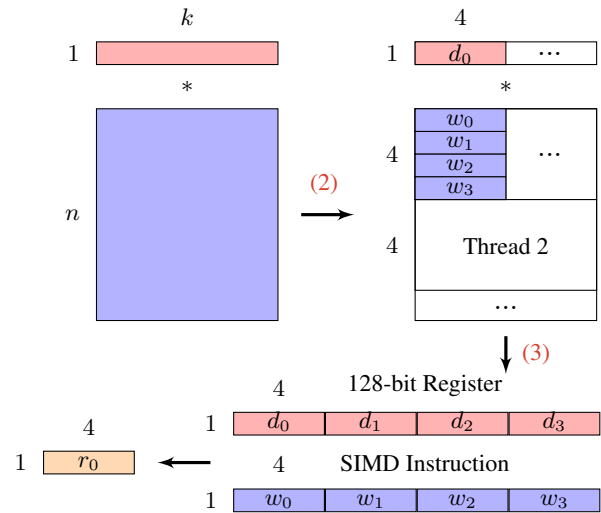 k
4
1
1
d₀
...
*
*
w₀
w₁
w₂
w₃
...
4
n
(2)
4
Thread 2
...
(3)
128-bit Register
4
1
d₀ d₁ d₂ d₃
4
1
r₀
4
SIMD Instruction
1
w₀ w₁ w₂ w₃